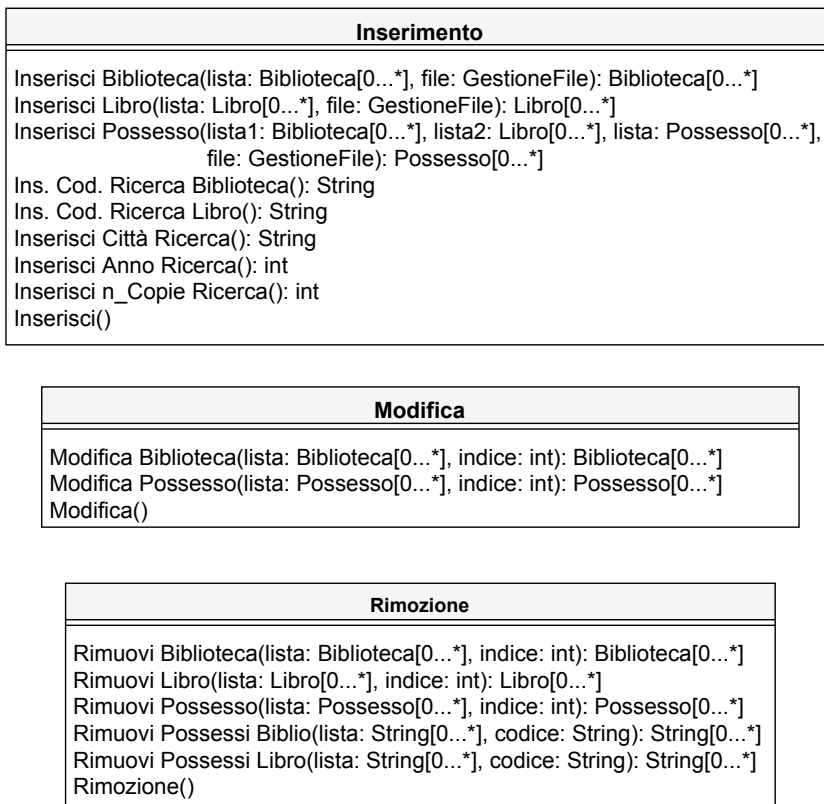 Inserimento
Inserisci Biblioteca(lista: Biblioteca[0...*], file: GestioneFile): Biblioteca[0...*]
Inserisci Libro(lista: Libro[0...*], file: GestioneFile): Libro[0...*]
Inserisci Possesso(lista1: Biblioteca[0...*], lista2: Libro[0...*], lista: Possesso[0...*],
file: GestioneFile): Possesso[0...*]
Ins. Cod. Ricerca Biblioteca(): String
Ins. Cod. Ricerca Libro(): String
Inserisci Città Ricerca(): String
Inserisci Anno Ricerca(): int
Inserisci n_Copie Ricerca(): int
Inserisci()
Modifica
Modifica Biblioteca(lista: Biblioteca[0...*], indice: int): Biblioteca[0...*]
Modifica Possesso(lista: Possesso[0...*], indice: int): Possesso[0...*]
Modifica()
Rimozione
Rimuovi Biblioteca(lista: Biblioteca[0...*], indice: int): Biblioteca[0...*]
Rimuovi Libro(lista: Libro[0...*], indice: int): Libro[0...*]
Rimuovi Possesso(lista: Possesso[0...*], indice: int): Possesso[0...*]
Rimuovi Possessi Biblio(lista: String[0...*], codice: String): String[0...*]
Rimuovi Possessi Libro(lista: String[0...*], codice: String): String[0...*]
Rimozione()